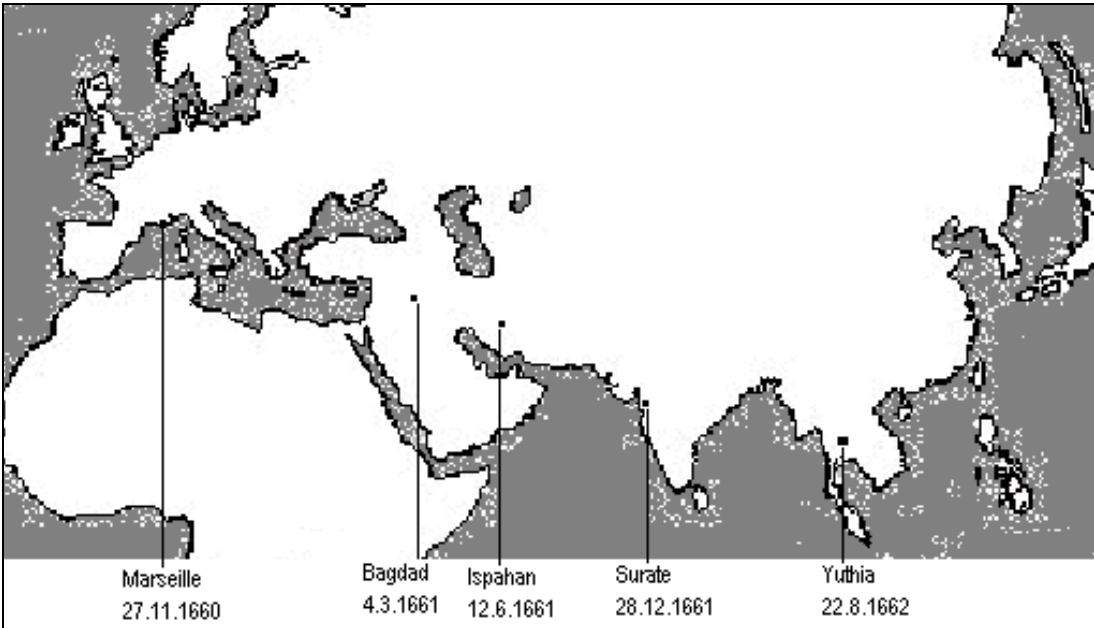 Marseille
27.11.1660
Bagdad
4.3.1661
Ispahan
12.6.1661
Surate
28.12.1661
Yuthia
22.8.1662